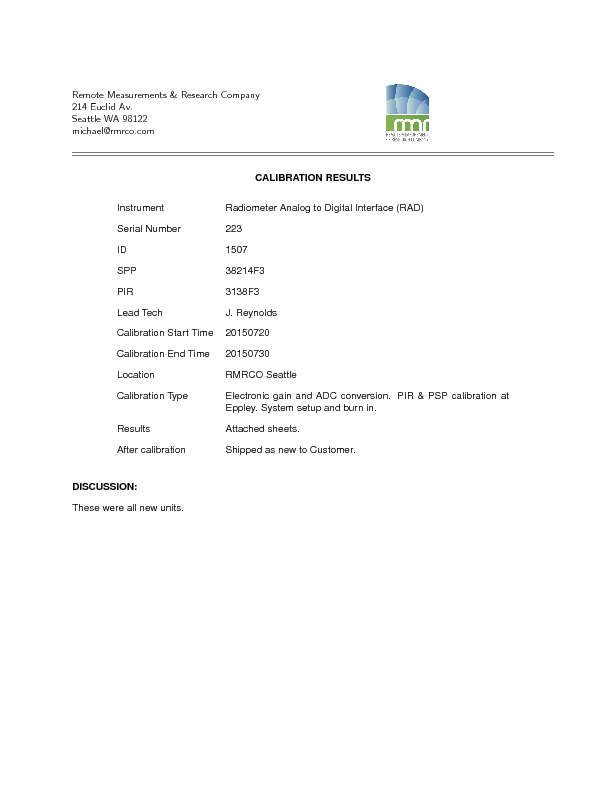 Remote Measurements & Research Company
214 Euclid Av.
Seattle WA 98122
michael@rmrco.com
rmr
CALIBRATION RESULTS
Instrument Radiometer Analog to Digital Interface (RAD)
Serial Number 223
ID 1507
SPP 38214F3
PIR 3138F3
Lead Tech J. Reynolds
Calibration Start Time 20150720
Calibration End Time 20150730
Location RMRCO Seattle
Calibration Type Electronic gain and ADC conversion. PIR & PSP calibration at
Eppley. System setup and burn in.
Results Attached sheets.
After calibration Shipped as new to Customer.
DISCUSSION:
These were all new units.